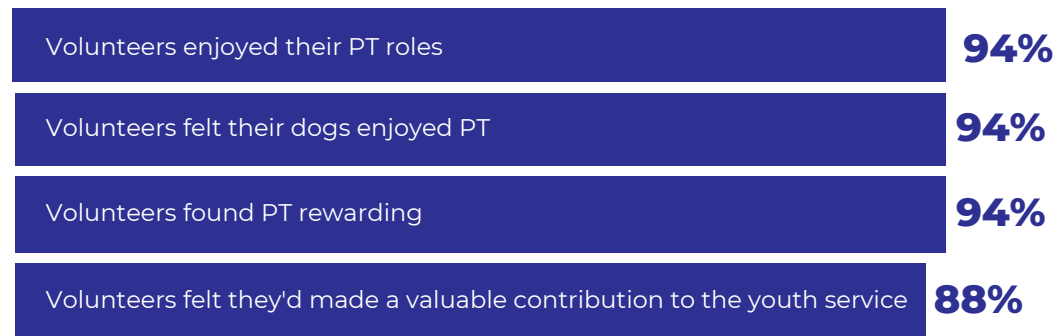 Volunteers enjoyed their PT roles 94%
Volunteers felt their dogs enjoyed PT 94%
Volunteers found PT rewarding 94%
Volunteers felt they'd made a valuable contribution to the youth service 88%